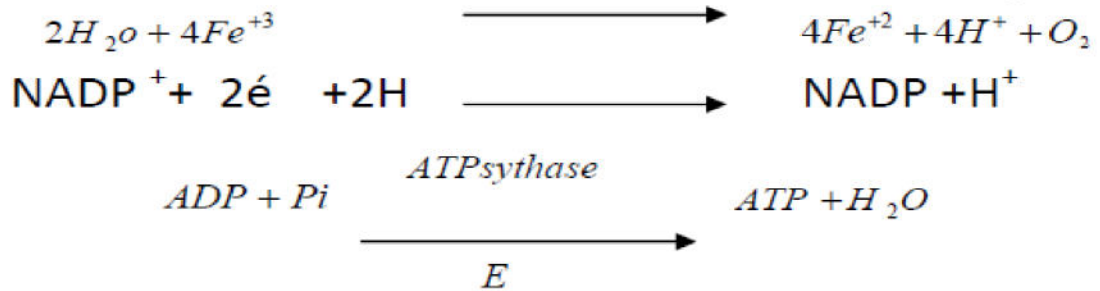 2H₂o + 4Fe⁺³ → 4Fe⁺² + 4H⁺ + O₂
NADP ⁺+ 2é +2H → NADP +H⁺
ATPsythase
ADP + Pi → ATP + H₂O
E